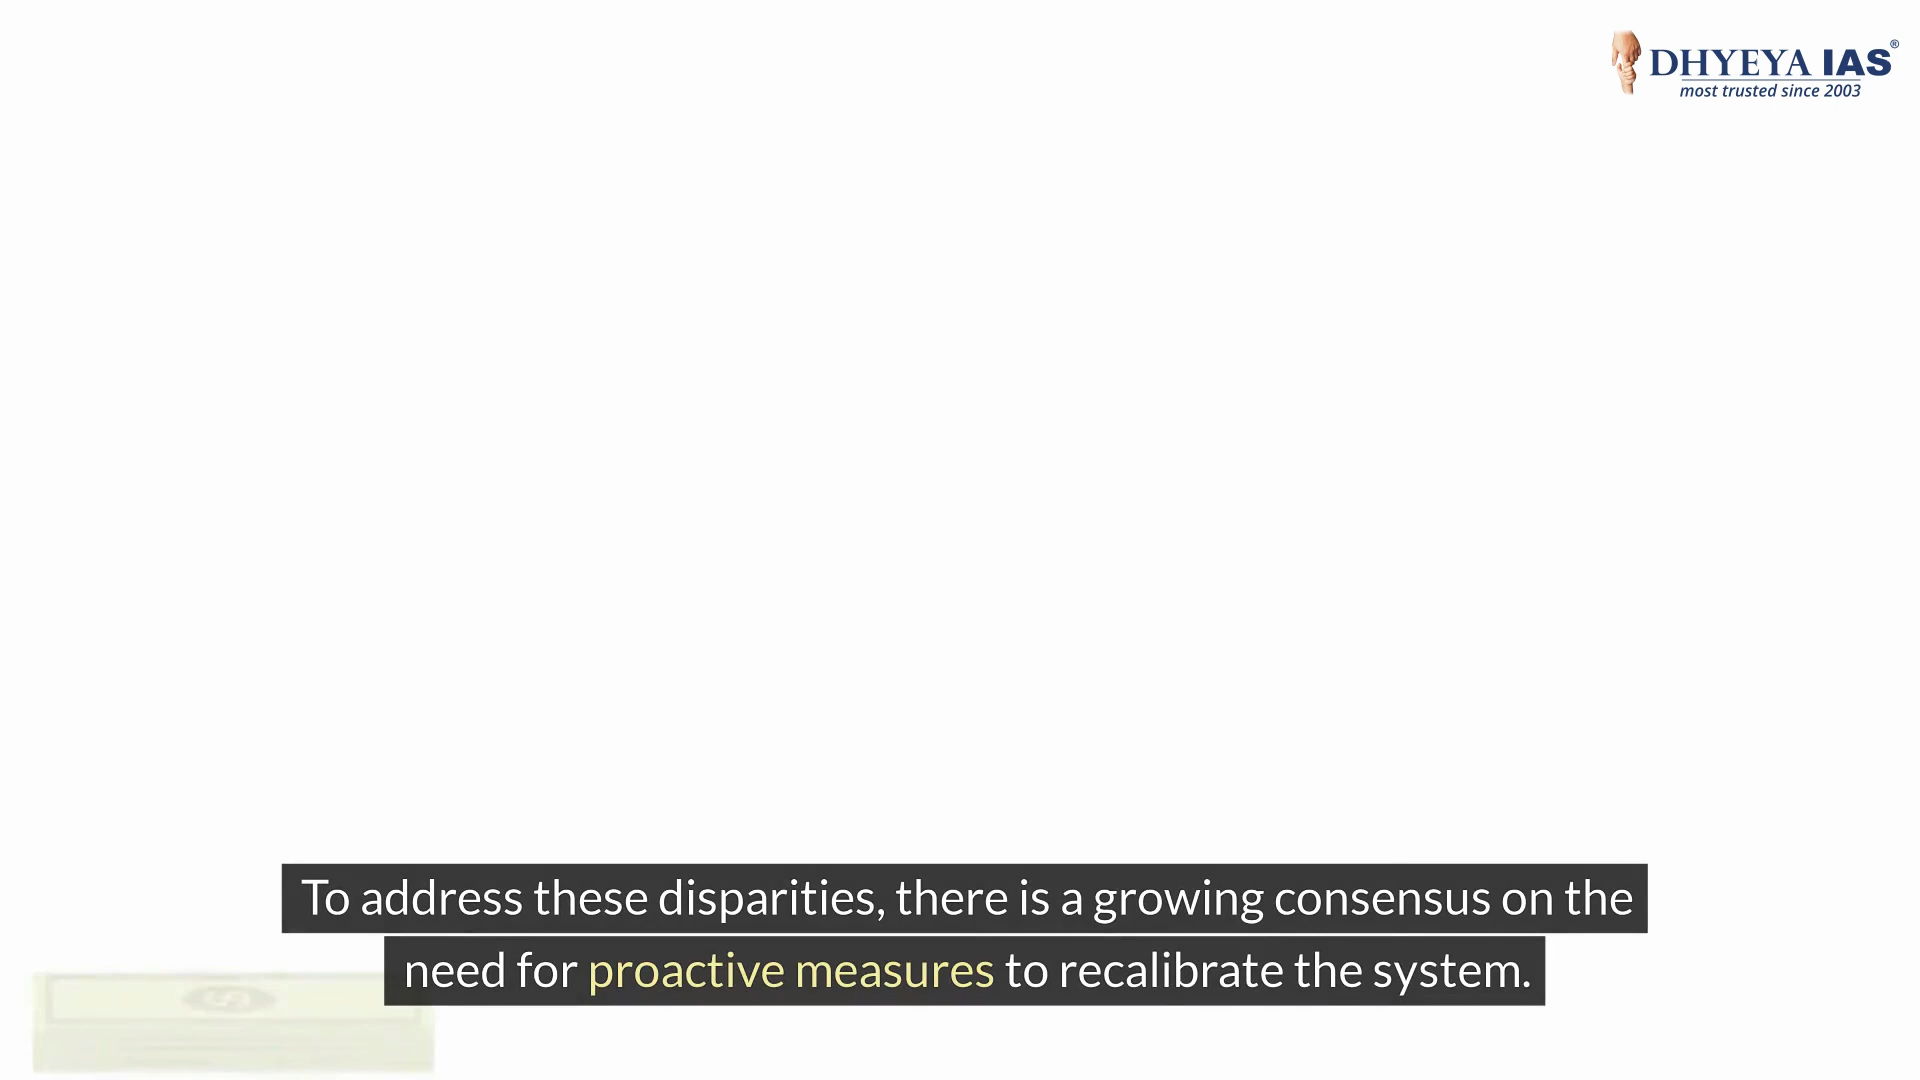 DHYEYA IAS®
most trusted since 2003
To address these disparities, there is a growing consensus on the
need for proactive measures to recalibrate the system.